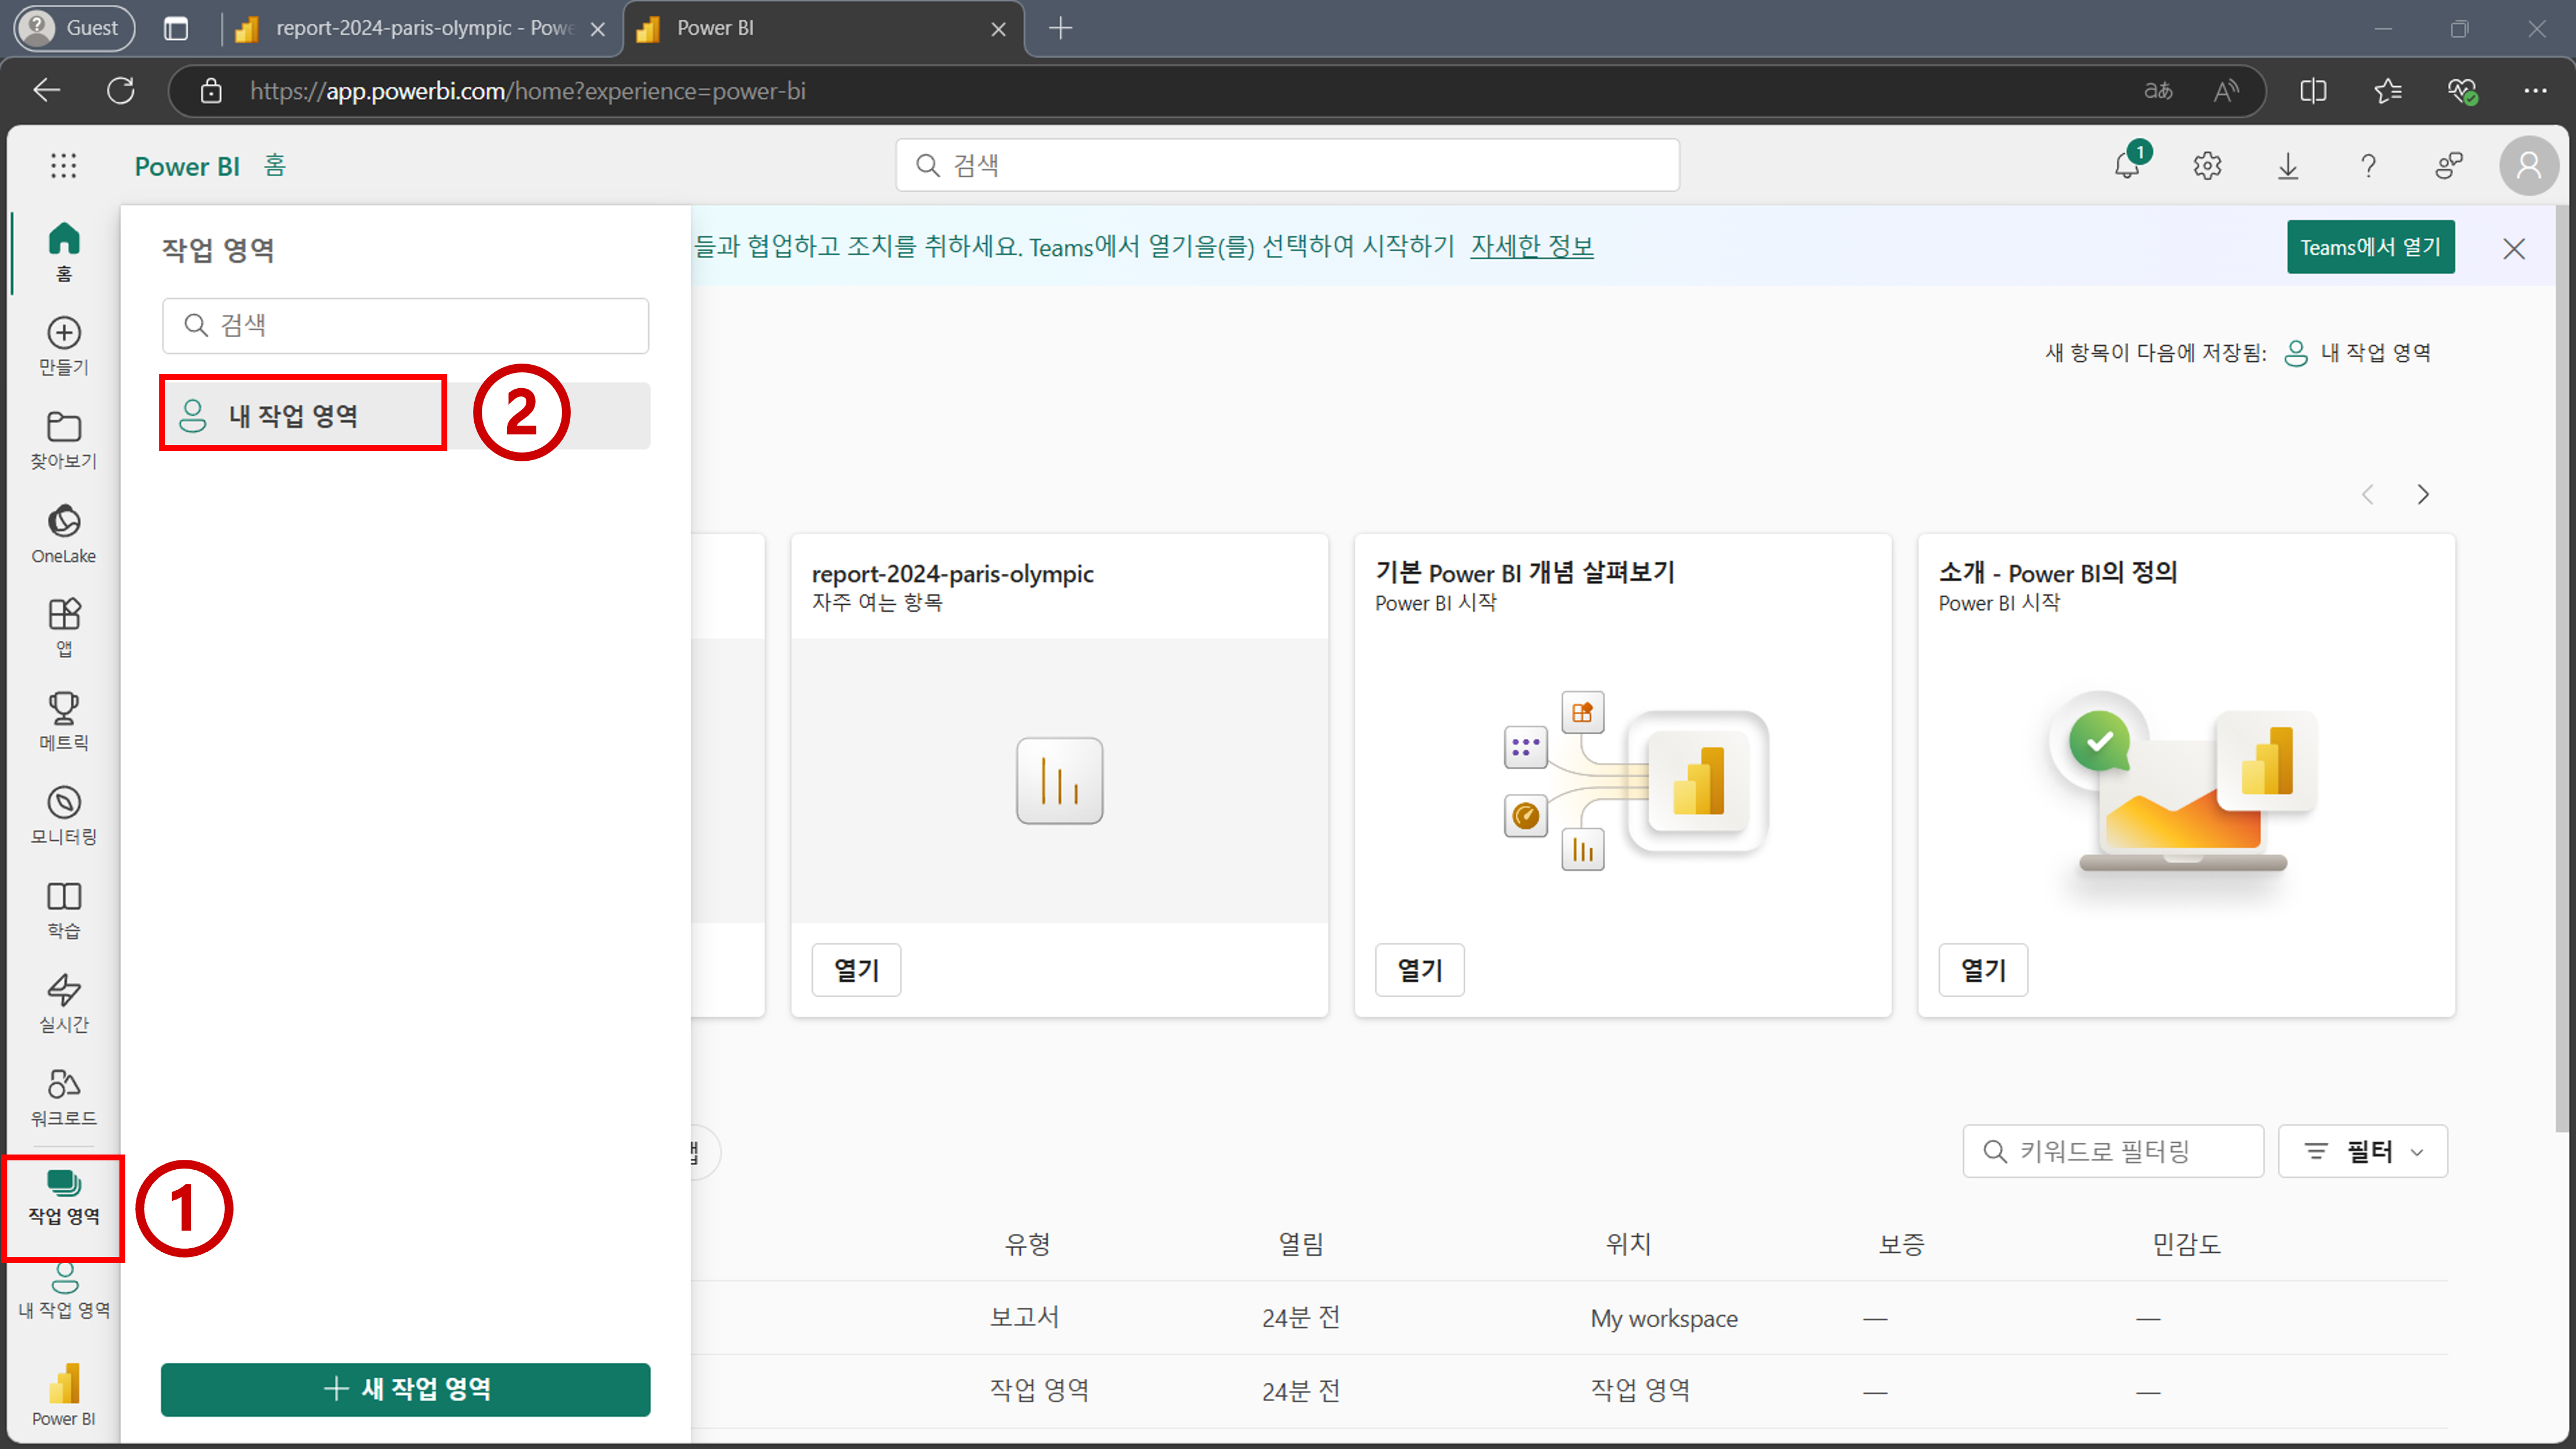 Guest
report-2024-paris-olympic - Powe
Power BI
https://app.powerbi.com/home?experience=power-bi
aあ
Power BI 홈
검색
1
홈
만들기
찾아보기
OneLake
앱
메트릭
모니터링
학습
실시간
워크로드
작업 영역
1
내 작업 영역
Power BI
작업 영역
검색
내 작업 영역
2
+ 새 작업 영역
들과 협업하고 조치를 취하세요. Teams에서 열기을(를) 선택하여 시작하기 자세한 정보
Teams에서 열기
새 항목이 다음에 저장됨: 내 작업 영역
report-2024-paris-olympic
자주 여는 항목
열기
기본 Power BI 개념 살펴보기
Power BI 시작
열기
소개 - Power BI의 정의
Power BI 시작
열기
키워드로 필터링
필터
유형 열림 위치 보증 민감도
보고서 24분 전 My workspace — —
작업 영역 24분 전 작업 영역 — —